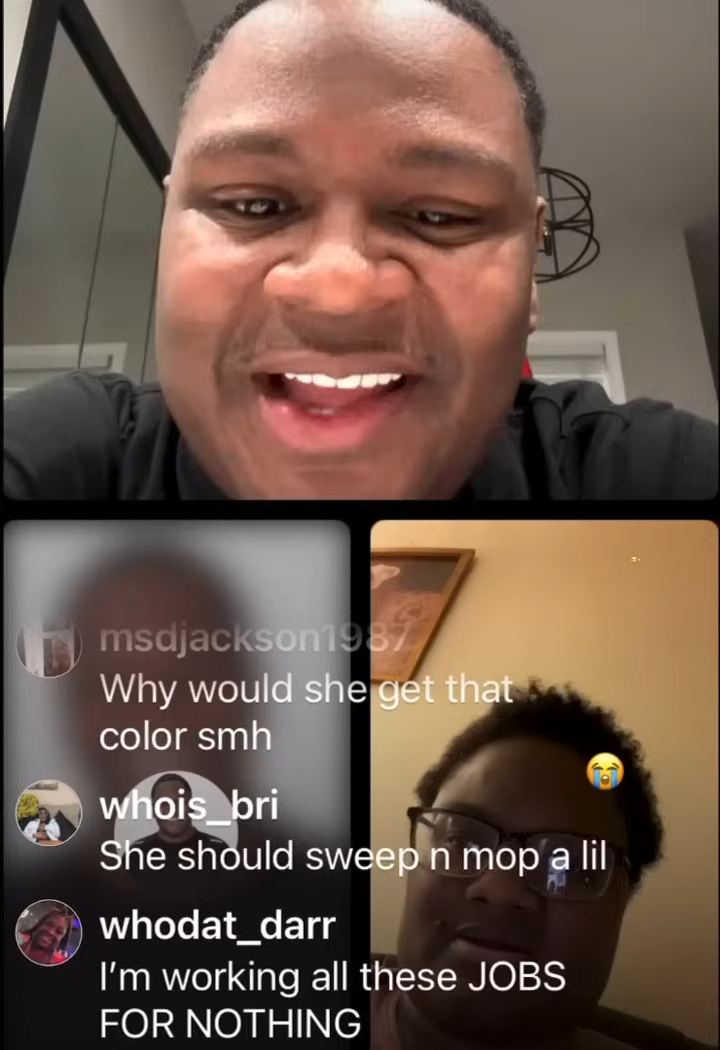 msdjackson1987
Why would she get that
color smh
whois_bri
She should sweep n mop a lil
whodat_darr
I'm working all these JOBS
FOR NOTHING